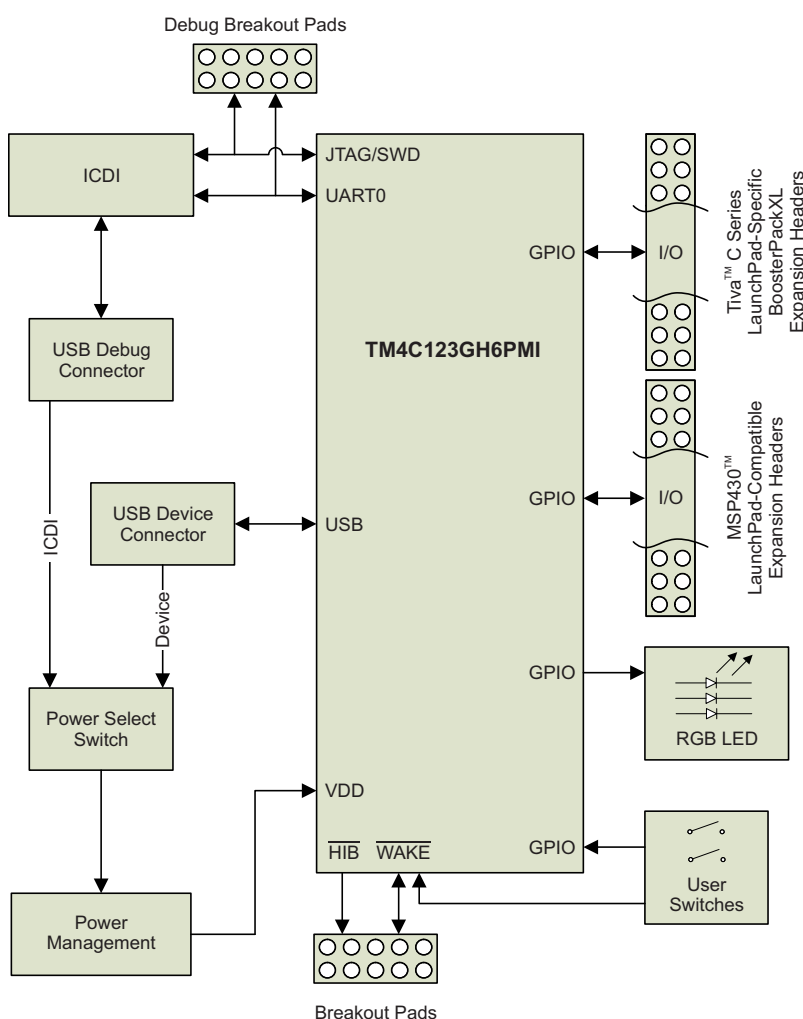 Debug Breakout Pads
ICDI
JTAG/SWD
UART0
GPIO
I/O
Tiva™ C Series
LaunchPad-Specific
BoosterPackXL
Expansion Headers
USB Debug
Connector
TM4C123GH6PMI
GPIO
I/O
MSP430™
LaunchPad-Compatible
Expansion Headers
USB Device
Connector
USB
ICDI
Device
GPIO
RGB LED
Power Select
Switch
VDD
HIB
WAKE
GPIO
User
Switches
Power
Management
Breakout Pads